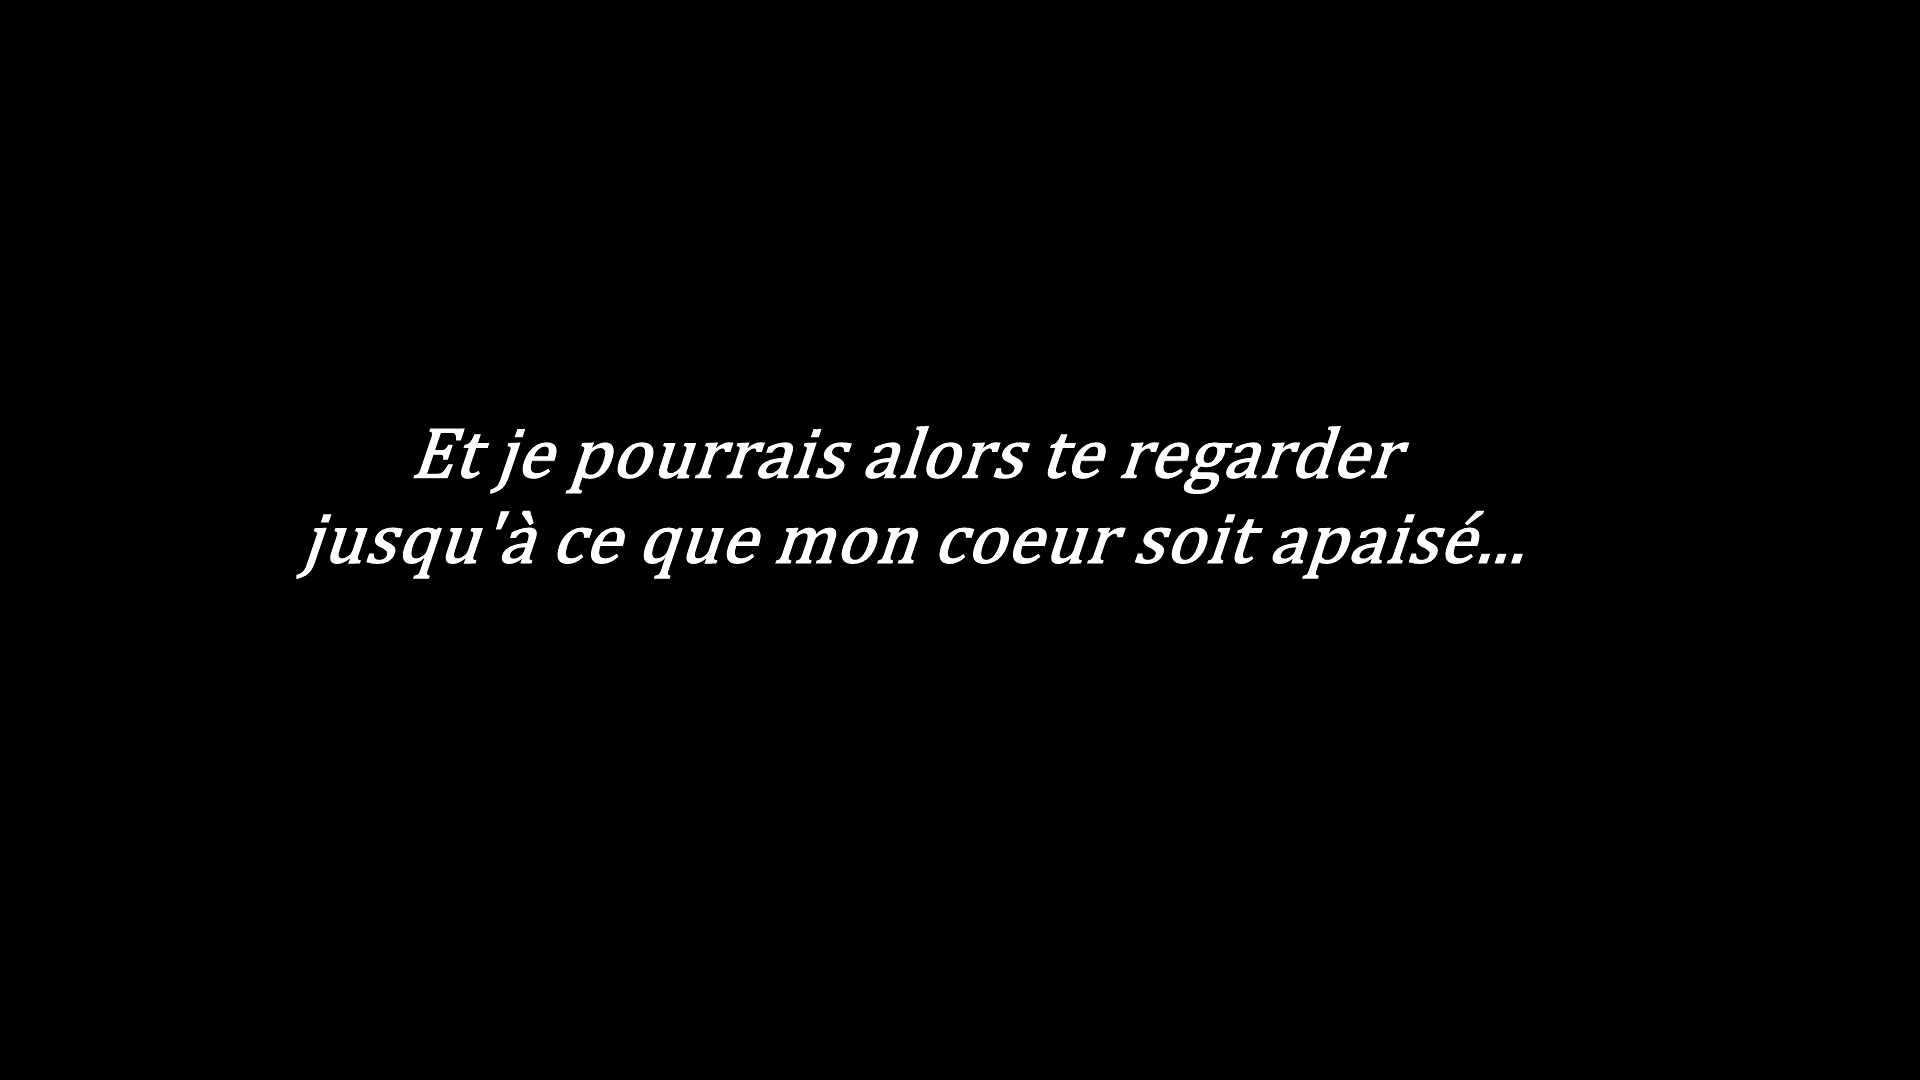 Et je pourrais alors te regarder
jusqu'à ce que mon coeur soit apaisé...